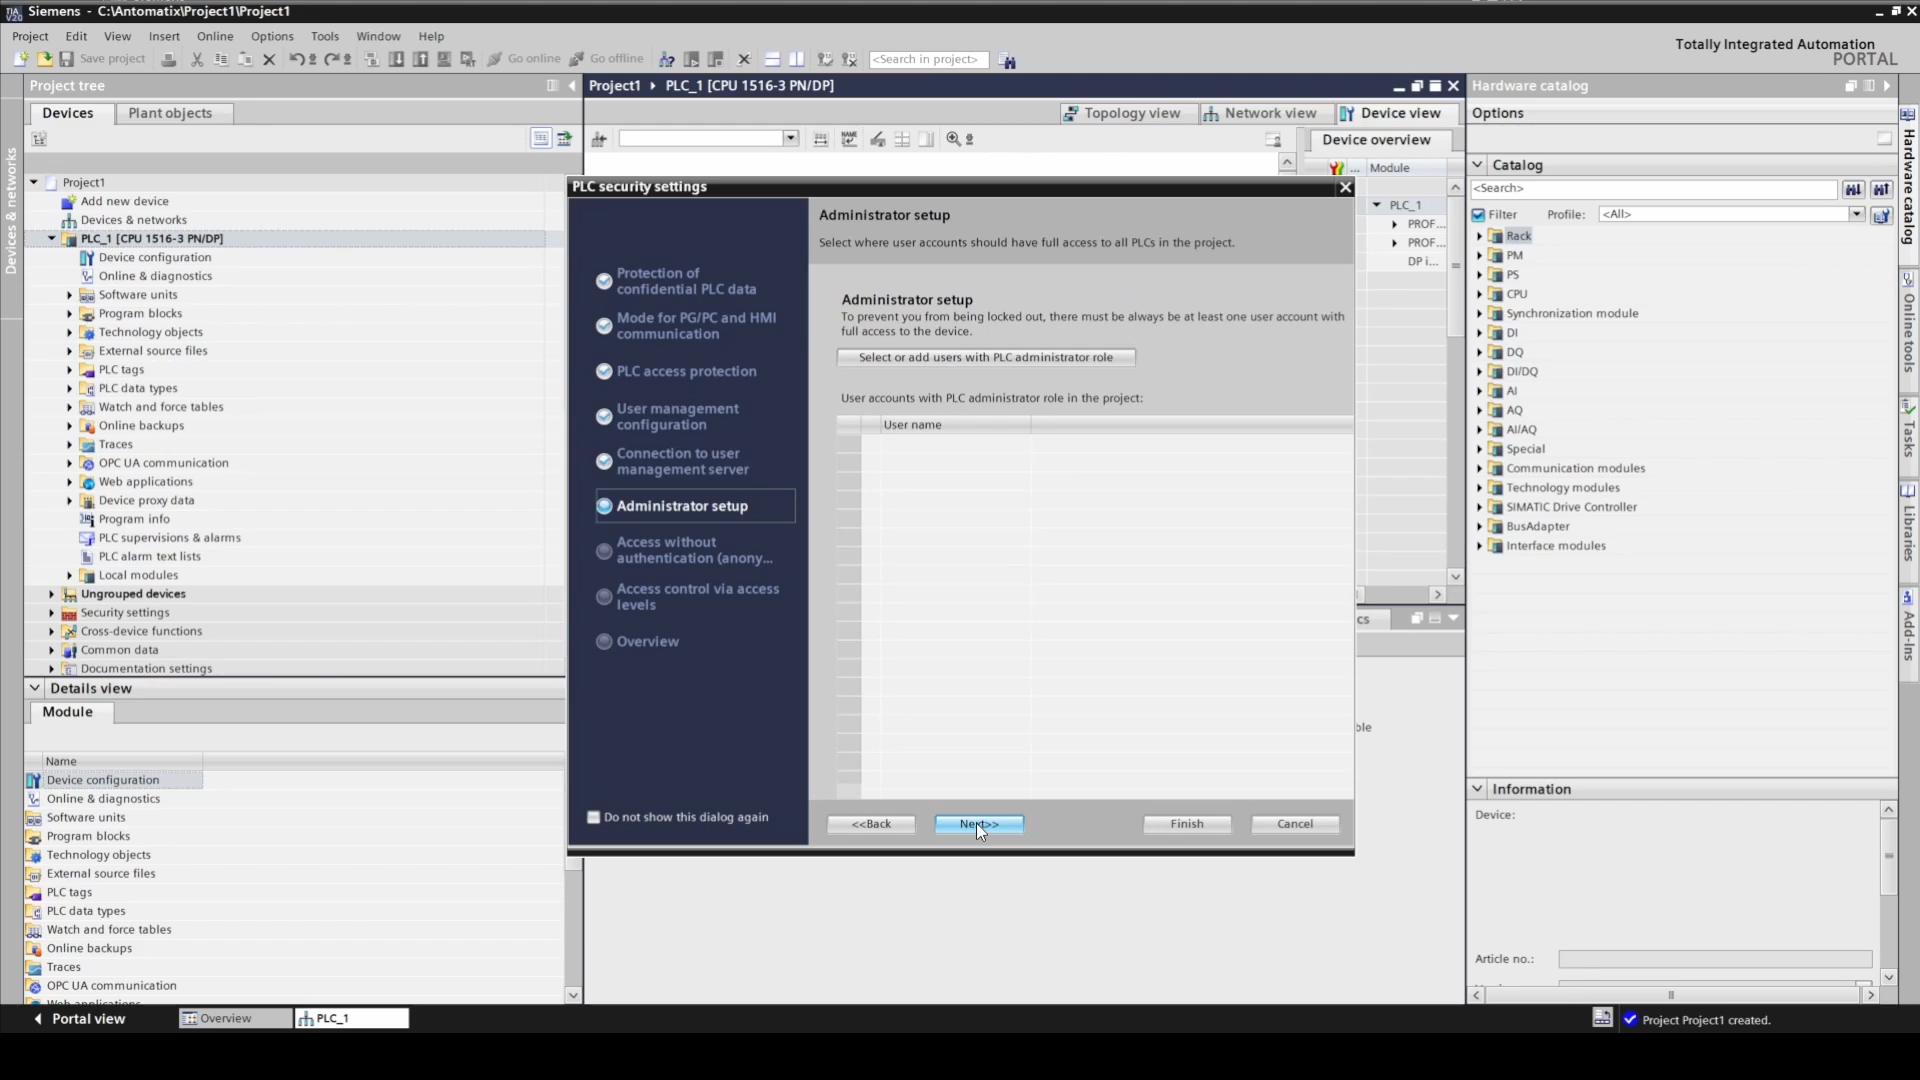 Siemens - C:\Antomatix\Project1\Project1
Project Edit View Insert Online Options Tools Window Help
Totally Integrated Automation
PORTAL
Save project
Go online
Go offline
<Search in project>
Project tree
Devices
Plant objects
Devices & networks
Project1
Add new device
Devices & networks
PLC_1 [CPU 1516-3 PN/DP]
Device configuration
Online & diagnostics
Software units
Program blocks
Technology objects
External source files
PLC tags
PLC data types
Watch and force tables
Online backups
Traces
OPC UA communication
Web applications
Device proxy data
Program info
PLC supervisions & alarms
PLC alarm text lists
Local modules
Ungrouped devices
Security settings
Cross-device functions
Common data
Documentation settings
Details view
Module
Name
Device configuration
Online & diagnostics
Software units
Program blocks
Technology objects
External source files
PLC tags
PLC data types
Watch and force tables
Online backups
Traces
OPC UA communication
Project1 PLC_1 [CPU 1516-3 PN/DP]
Topology view
Network view
Device view
Device overview
... Module
PLC_1
PROF...
PROF...
DP i...
PLC security settings
Protection of
confidential PLC data
Mode for PG/PC and HMI
communication
PLC access protection
User management
configuration
Connection to user
management server
Administrator setup
Access without
authentication (anony...
Access control via access
levels
Overview
Do not show this dialog again
Administrator setup
Select where user accounts should have full access to all PLCs in the project.
Administrator setup
To prevent you from being locked out, there must be always be at least one user account with
full access to the device.
Select or add users with PLC administrator role
User accounts with PLC administrator role in the project:
User name
<<Back
Next>>
Finish
Cancel
cs
ble
Hardware catalog
Options
Catalog
<Search>
Filter
Profile: <All>
Rack
PM
PS
CPU
Synchronization module
DI
DQ
DI/DQ
AI
AQ
AI/AQ
Special
Communication modules
Technology modules
SIMATIC Drive Controller
BusAdapter
Interface modules
Information
Device:
Article no.:
Hardware catalog
Online tools
Tasks
Libraries
Add-Ins
Portal view
Overview
PLC_1
Project Project1 created.